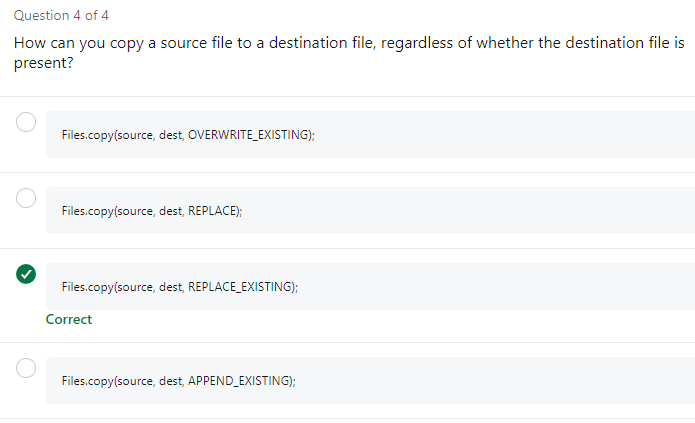 Question 4 of 4
How can you copy a source file to a destination file, regardless of whether the destination file is
present?
Files.copy(source, dest, OVERWRITE_EXISTING);
Files.copy(source, dest, REPLACE);
Files.copy(source, dest, REPLACE_EXISTING);
Correct
Files.copy(source, dest, APPEND_EXISTING);